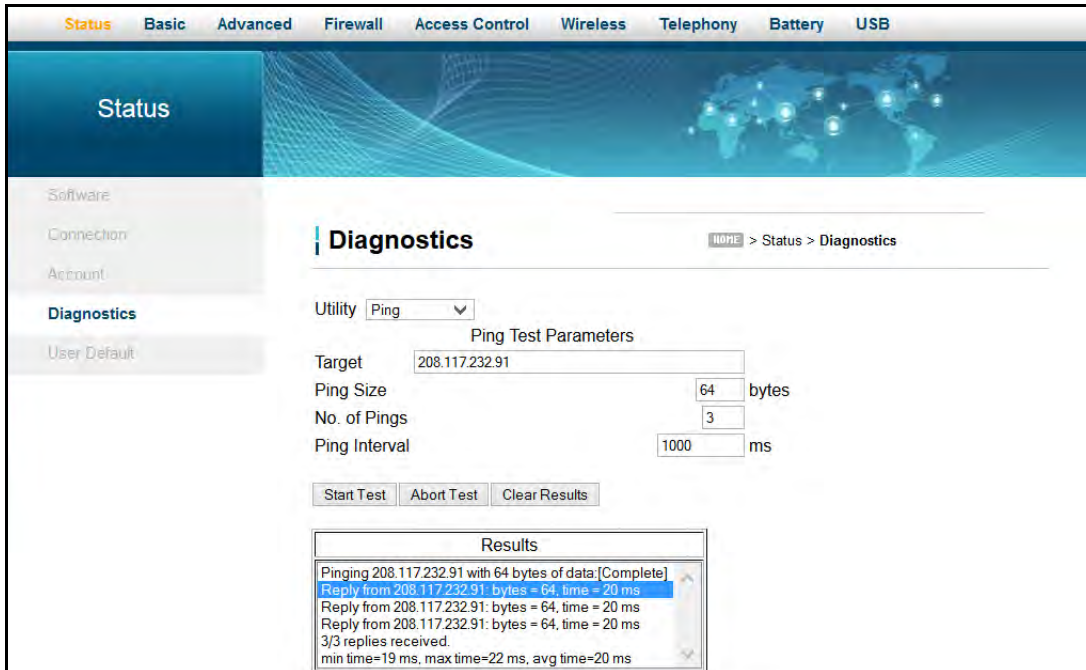 Status Basic Advanced Firewall Access Control Wireless Telephony Battery USB
Status
Software
Connection
Account
Diagnostics
User Default
Diagnostics
HOME > Status > Diagnostics
Utility Ping
Ping Test Parameters
Target 208.117.232.91
Ping Size 64 bytes
No. of Pings 3
Ping Interval 1000 ms
Start Test Abort Test Clear Results
Results
Pinging 208.117.232.91 with 64 bytes of data:[Complete]
Reply from 208.117.232.91: bytes = 64, time = 20 ms
Reply from 208.117.232.91: bytes = 64, time = 20 ms
Reply from 208.117.232.91: bytes = 64, time = 20 ms
3/3 replies received.
min time=19 ms, max time=22 ms, avg time=20 ms